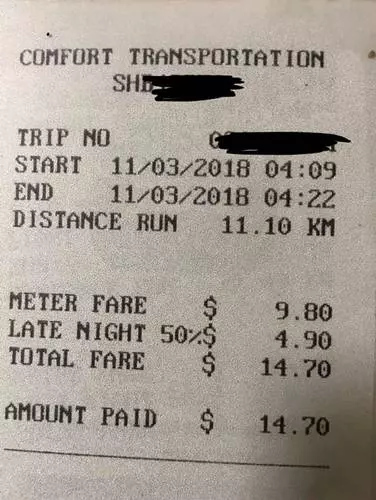 COMFORT TRANSPORTATION
TRIP NO
START 11/03/2018 04:09
END 11/03/2018 04:22
DISTANCE RUN 11.10 KM
METER FARE $ 9.80
LATE NIGHT 50%$ 4.90
TOTAL FARE $ 14.70
AMOUNT PAID $ 14.70